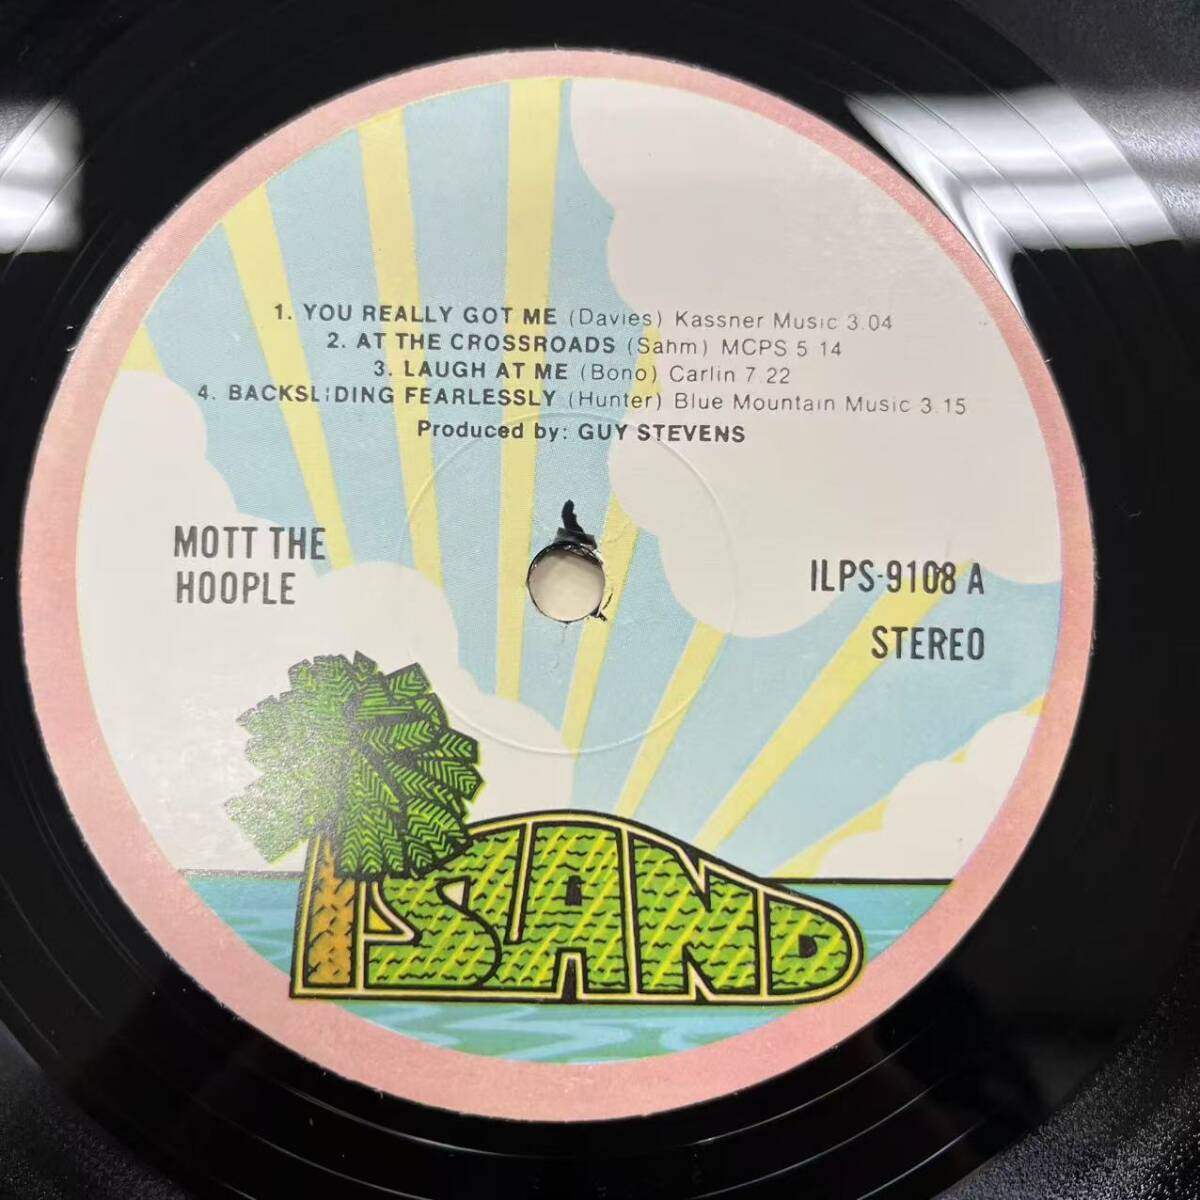 1. YOU REALLY GOT ME (Davies) Kassner Music 3.04
2. AT THE CROSSROADS (Sahm) MCPS 5 14
3. LAUGH AT ME (Bono) Carlin 7.22
4. BACKSLIDING FEARLESSLY (Hunter) Blue Mountain Music 3.15
Produced by: GUY STEVENS
MOTT THE
HOOPLE
ILPS-9108 A
STEREO
ISLAND